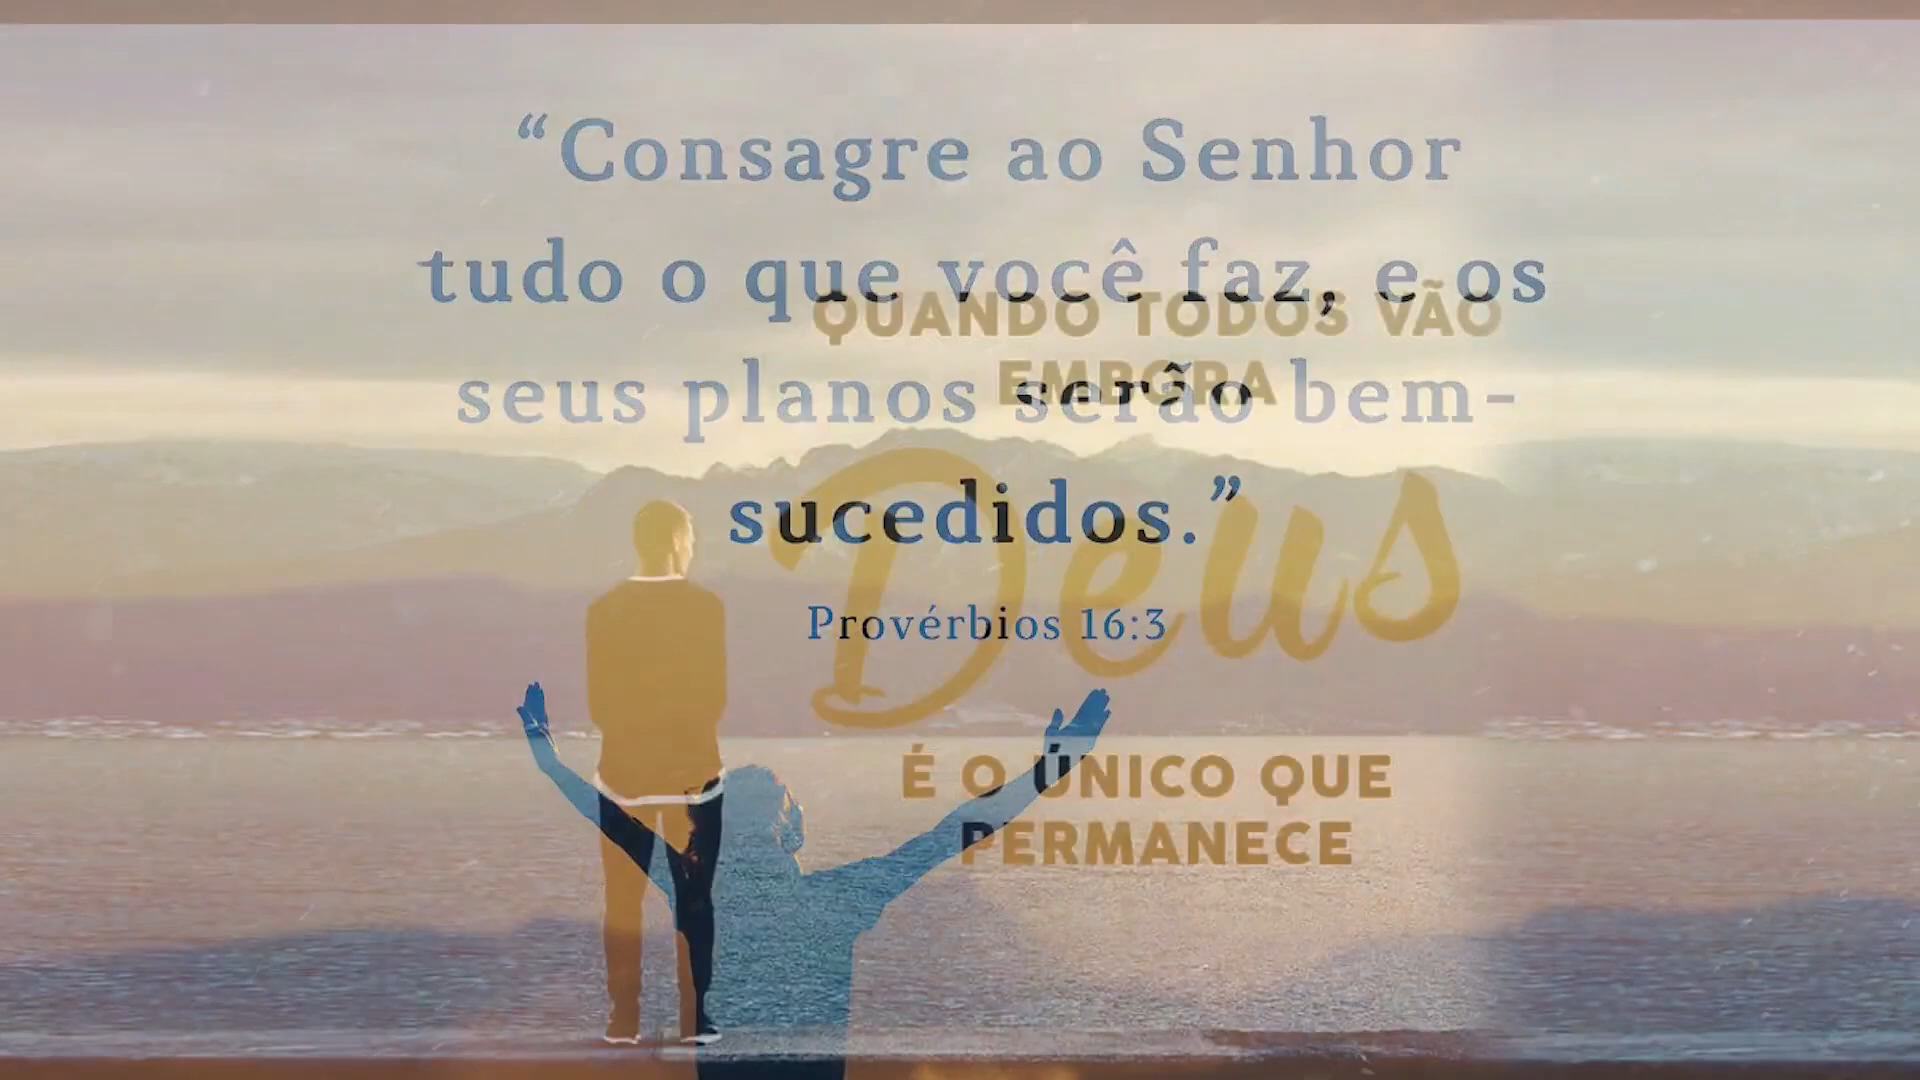 “Consagre ao Senhor
tudo o que você faz, e os
seus planos serão bem-
sucedidos.”
Provérbios 16:3
QUANDO TODOS VÃO
EMBORA
Deus
É O ÚNICO QUE
PERMANECE